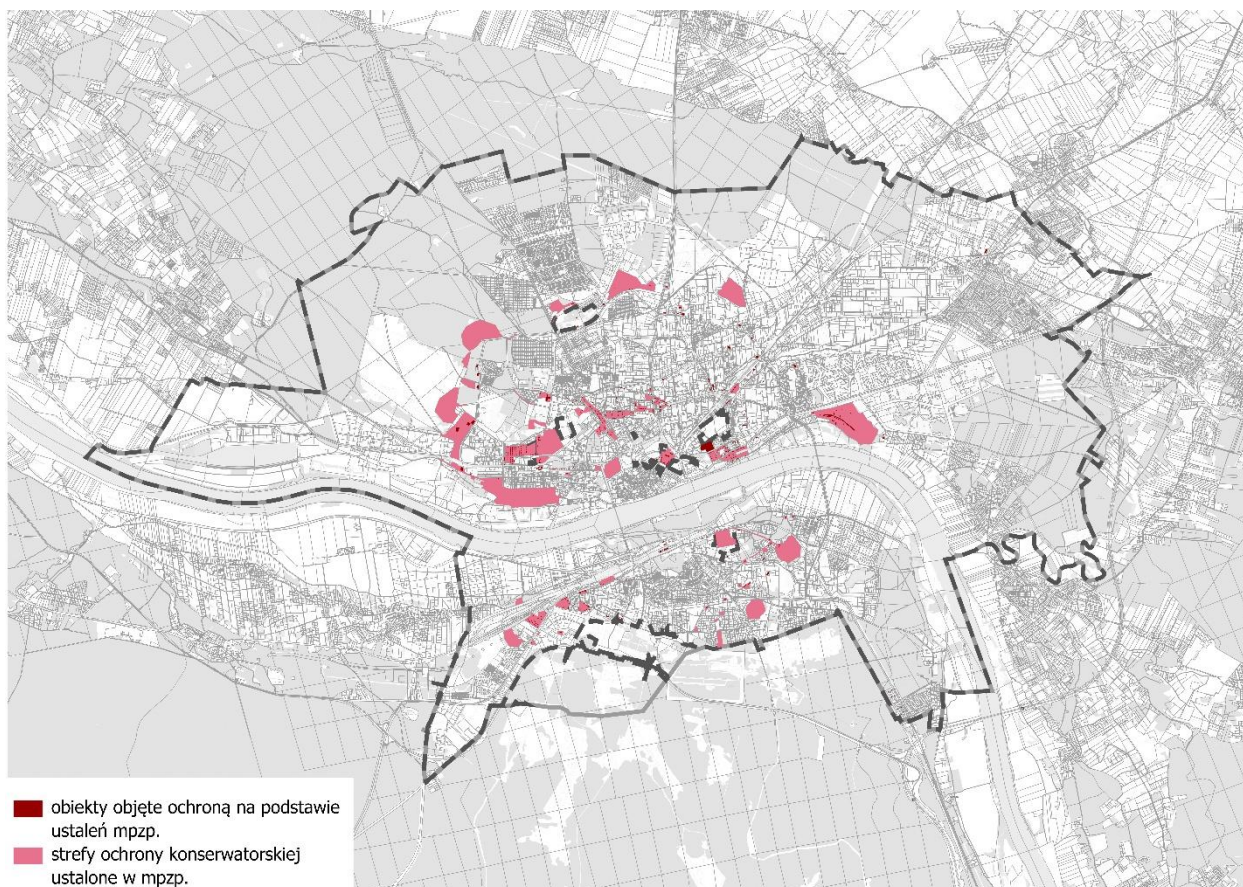 obiekty objęte ochroną na podstawie
ustaleń mpzp.
strefy ochrony konserwatorskiej
ustalone w mpzp.